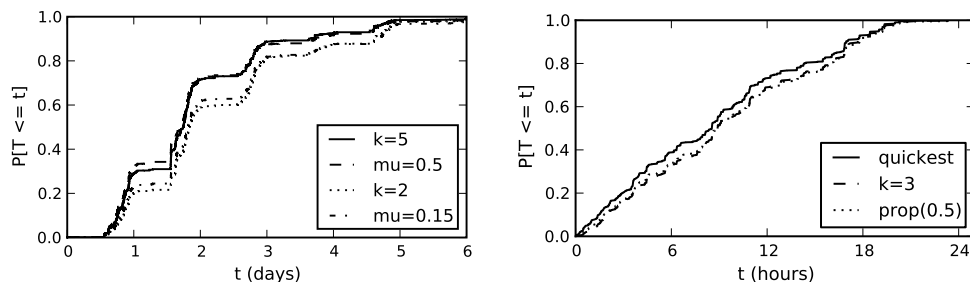 P[T <= t]
1.0
0.8
0.6
0.4
0.2
0.0
0 1 2 3 4 5 6
t (days)
k=5
mu=0.5
k=2
mu=0.15
P[T <= t]
1.0
0.8
0.6
0.4
0.2
0.0
0 6 12 18 24
t (hours)
quickest
k=3
prop(0.5)